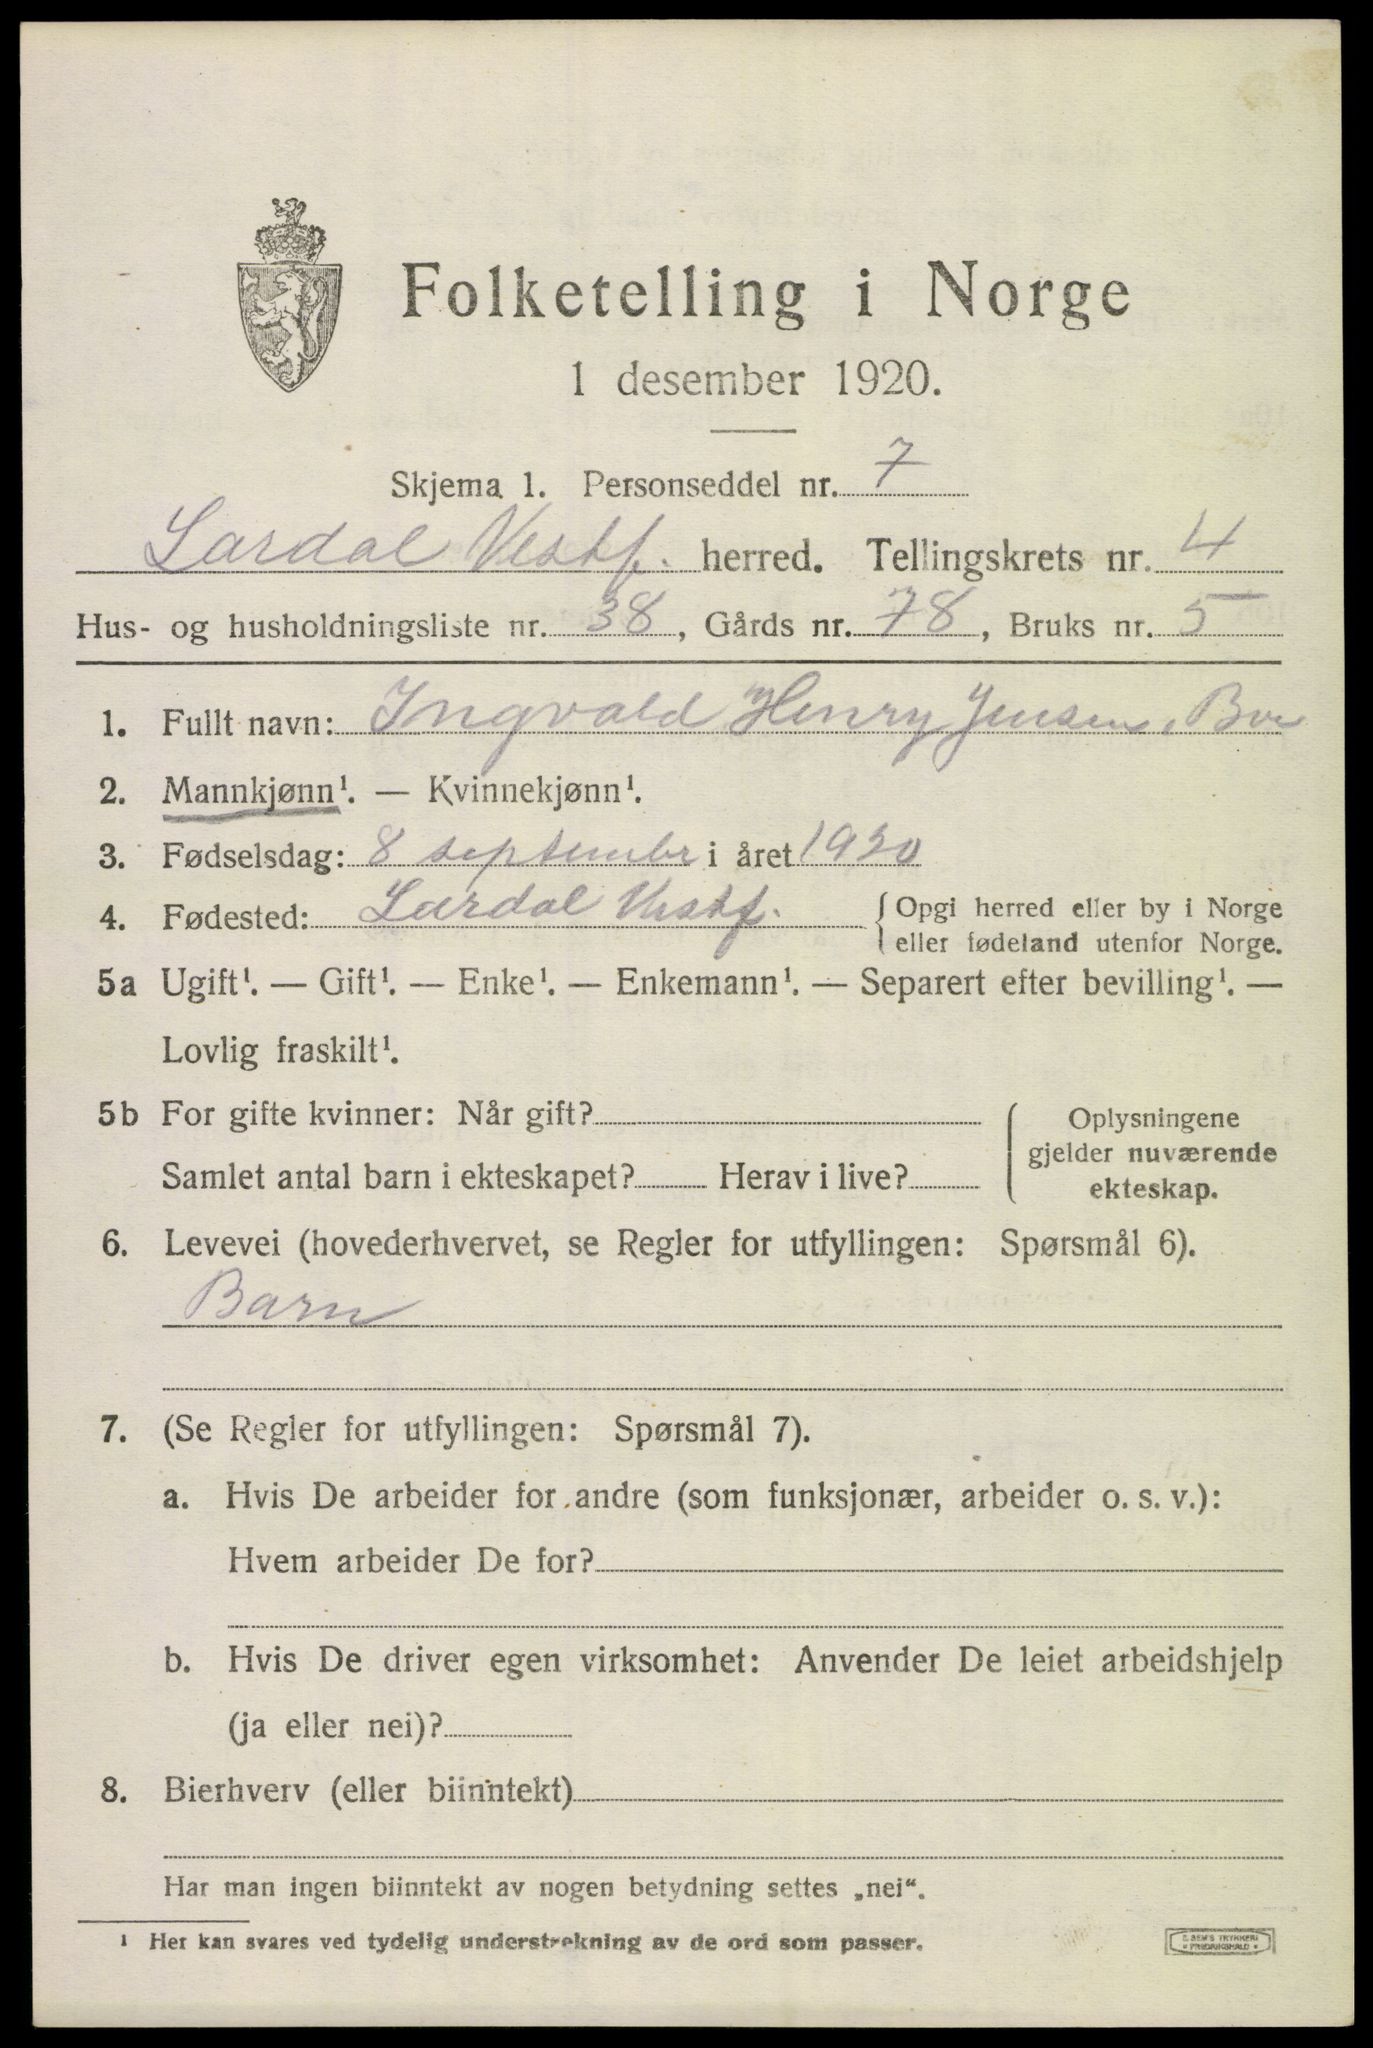 Folketelling i Norge
1 desember 1920.
Skjema 1. Personseddel nr. 7
Lardal Vestf. herred. Tellingskrets nr. 4
Hus- og husholdningsliste nr. 38, Gårds nr. 78, Bruks nr. 5
1. Fullt navn: Ingvald Henry Jensen, Boe
2. Mannkjønn¹. — Kvinnekjønn¹.
3. Fødselsdag: 8 septembr i året 1920
4. Fødested: Lardal Vestf. {Opgi herred eller by i Norge
eller fødeland utenfor Norge.
5a Ugift¹. — Gift¹. — Enke¹. — Enkemann¹. — Separert efter bevilling¹. —
Lovlig fraskilt¹.
5b For gifte kvinner: Når gift?
Samlet antal barn i ekteskapet? Herav i live?
Oplysningene
gjelder nuværende
ekteskap.
6. Levevei (hovederhvervet, se Regler for utfyllingen: Spørsmål 6).
Barn
7. (Se Regler for utfyllingen: Spørsmål 7).
a. Hvis De arbeider for andre (som funksjonær, arbeider o. s. v.):
Hvem arbeider De for?
b. Hvis De driver egen virksomhet: Anvender De leiet arbeidshjelp
(ja eller nei)?
8. Bierhverv (eller biinntekt)
Har man ingen biinntekt av nogen betydning settes „nei“.
¹ Her kan svares ved tydelig understrekning av de ord som passer.
E. SEM'S TRYKKERI
• FREDRIKSHALD •